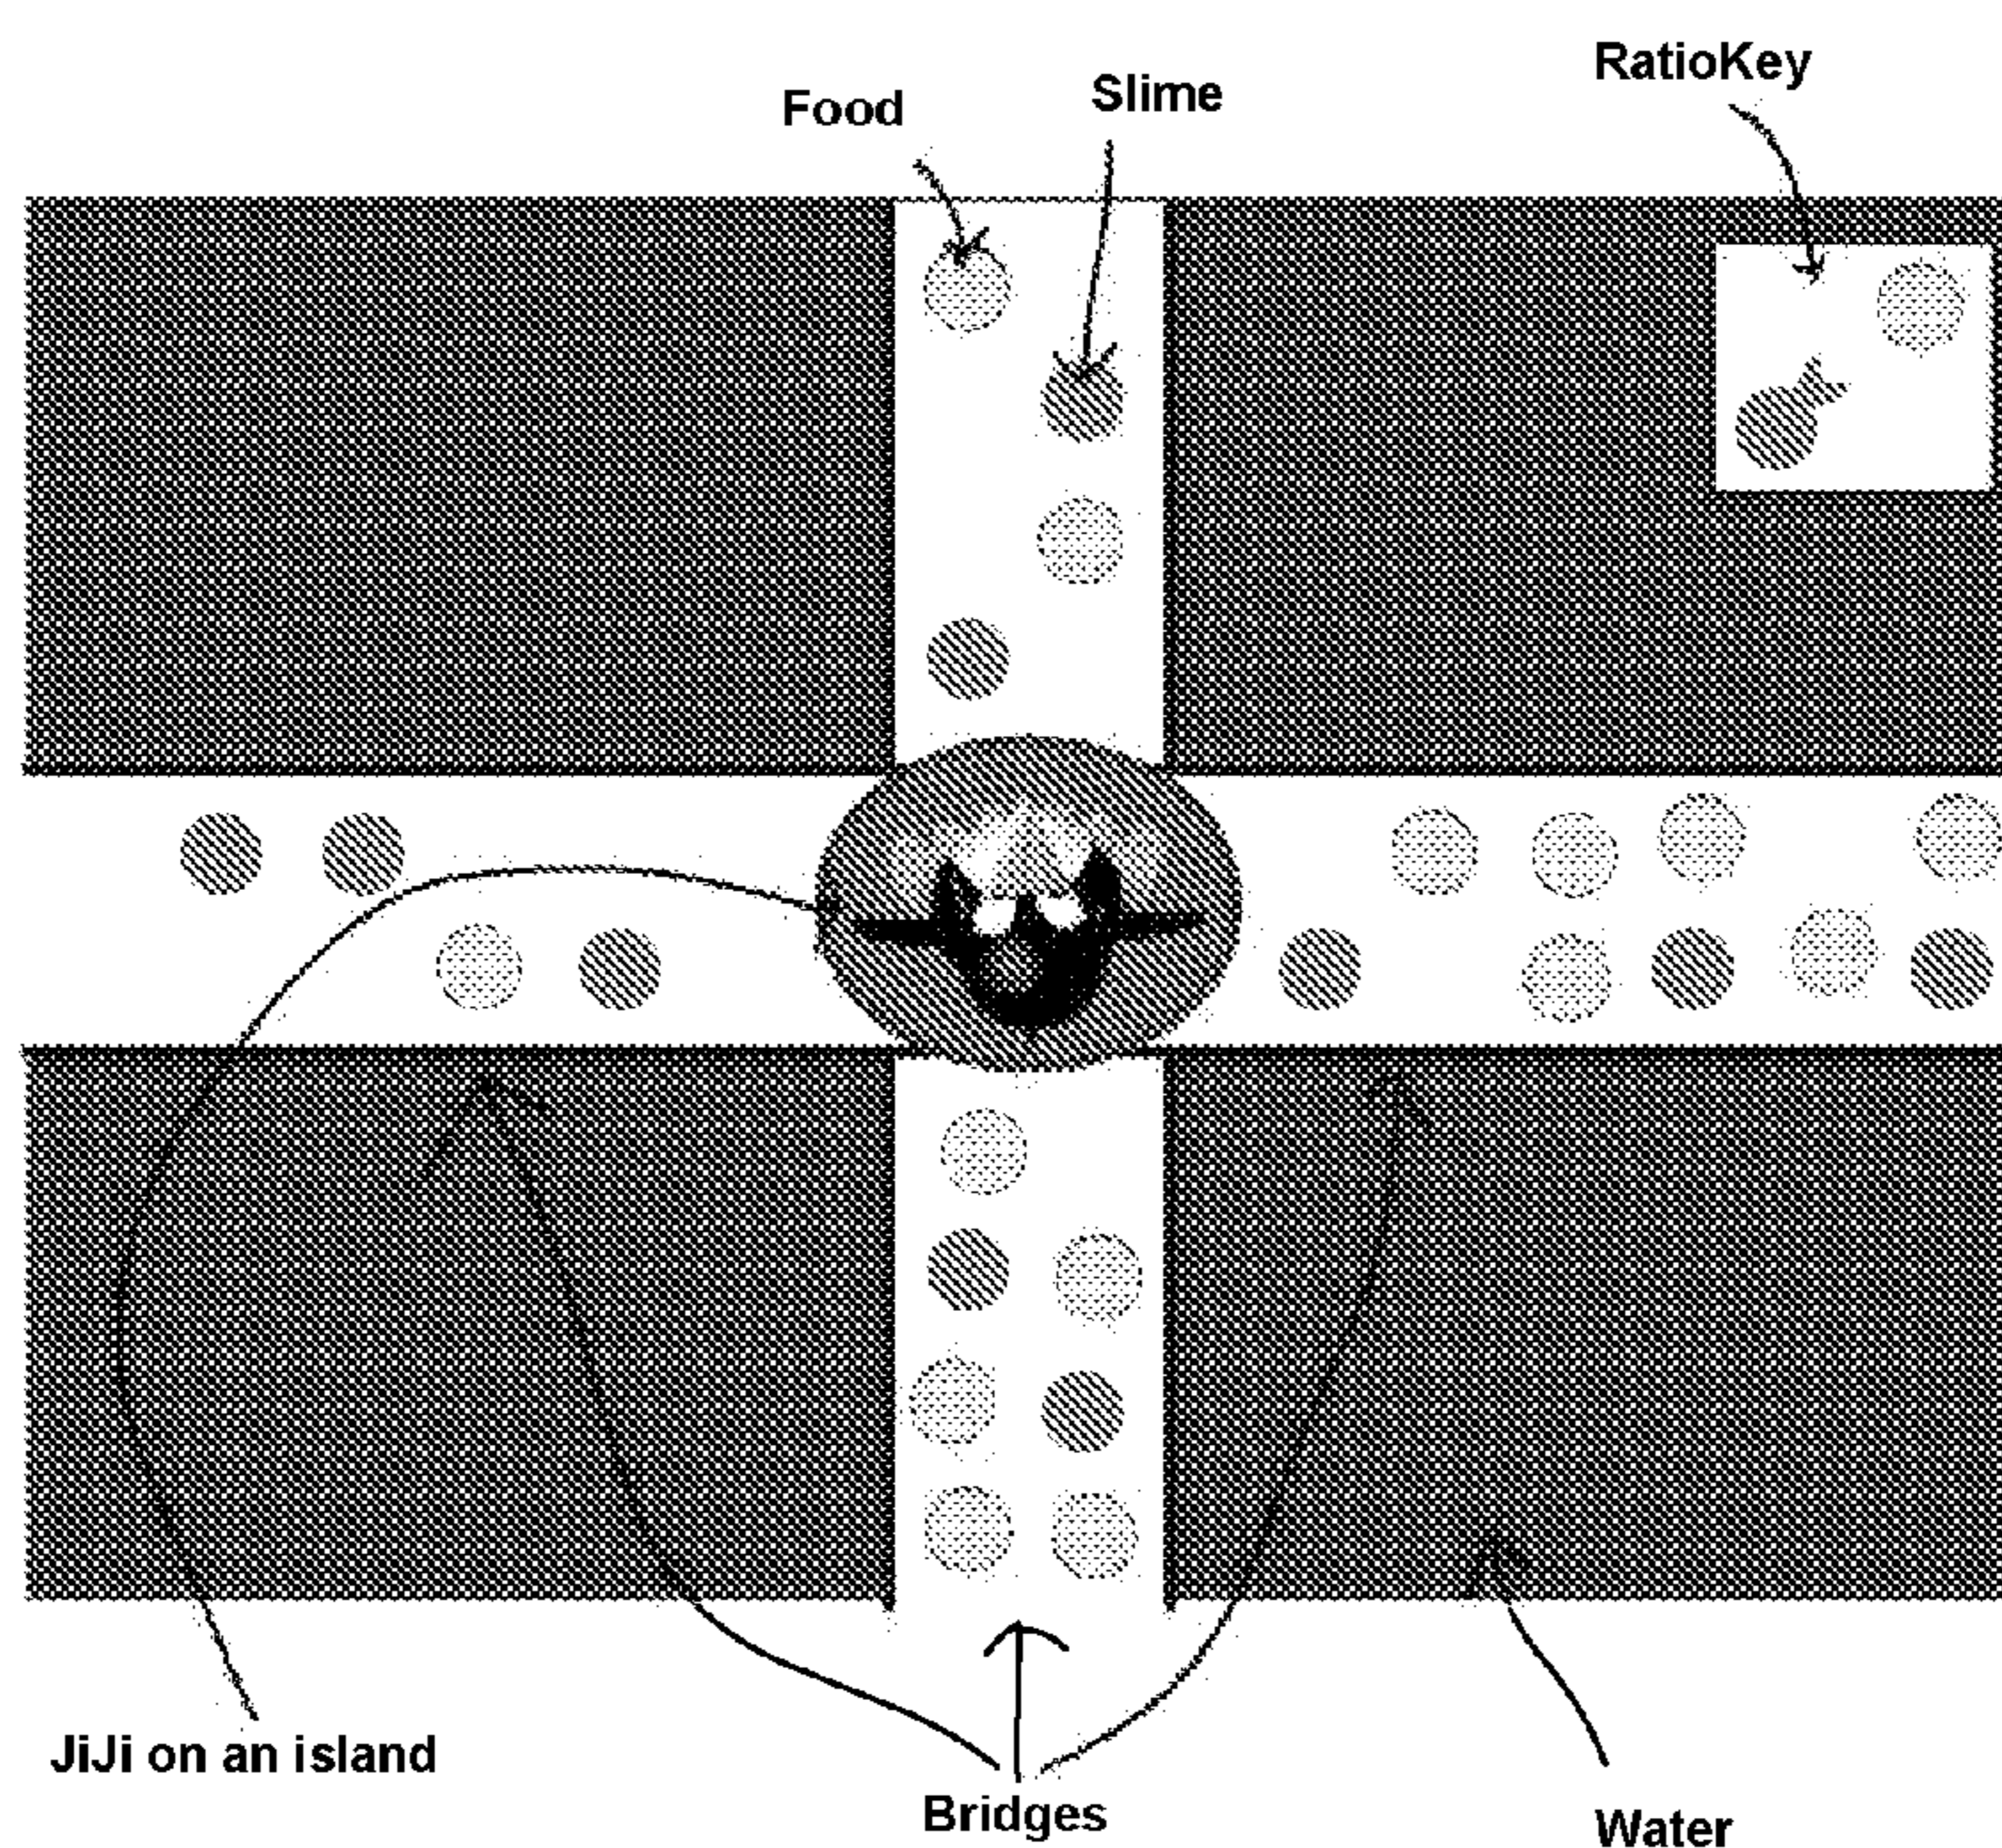 RatioKey
Slime
Food
JiJi on an island
Bridges
Water